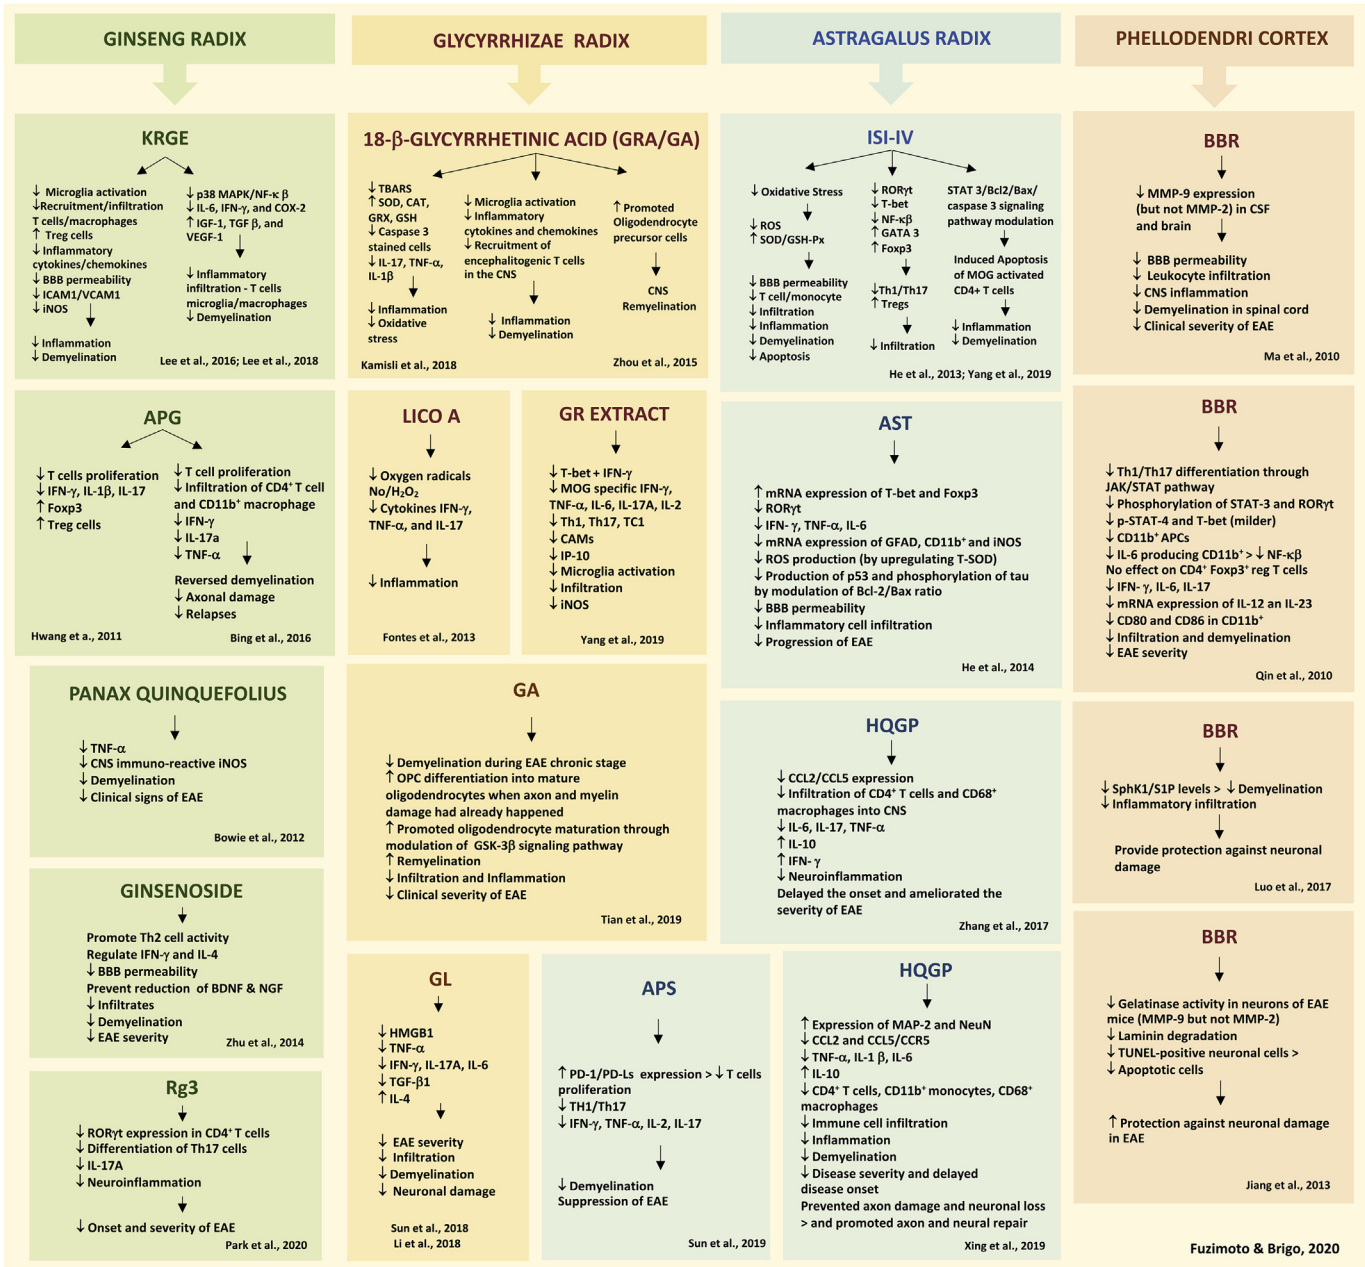 GINSENG RADIX
GLYCYRRHIZAE RADIX
ASTRAGALUS RADIX
PHELLODENDRI CORTEX
KRGE
↓ Microglia activation
↓Recruitment/infiltration
T cells/macrophages
↑ Treg cells
↓ Inflammatory
cytokines/chemokines
↓ BBB permeability
↓ ICAM1/VCAM1
↓ iNOS
↓ Inflammation
↓ Demyelination
↓ p38 MAPK/NF-κ β
↓ IL-6, IFN-γ, and COX-2
↑ IGF-1, TGF β, and
VEGF-1
↓ Inflammatory
infiltration - T cells
microglia/macrophages
↓ Demyelination
Lee et al., 2016; Lee et al., 2018
APG
↓ T cells proliferation
↓ IFN-γ, IL-1β, IL-17
↑ Foxp3
↑ Treg cells
Hwang et a., 2011
↓ T cell proliferation
↓ Infiltration of CD4⁺ T cell
and CD11b⁺ macrophage
↓ IFN-γ
↓ IL-17a
↓ TNF-α
Reversed demyelination
↓ Axonal damage
↓ Relapses
Bing et al., 2016
PANAX QUINQUEFOLIUS
↓ TNF-α
↓ CNS immuno-reactive iNOS
↓ Demyelination
↓ Clinical signs of EAE
Bowie et al., 2012
GINSENOSIDE
Promote Th2 cell activity
Regulate IFN-γ and IL-4
↓ BBB permeability
Prevent reduction of BDNF & NGF
↓ Infiltrates
↓ Demyelination
↓ EAE severity
Zhu et al., 2014
Rg3
↓ RORγt expression in CD4⁺ T cells
↓ Differentiation of Th17 cells
↓ IL-17A
↓ Neuroinflammation
↓ Onset and severity of EAE
Park et al., 2020
18-β-GLYCYRRHETINIC ACID (GRA/GA)
↓ TBARS
↑ SOD, CAT,
GRX, GSH
↓ Caspase 3
stained cells
↓ IL-17, TNF-α,
IL-1β
↓ Inflammation
↓ Oxidative
stress
Kamisli et al., 2018
↓ Microglia activation
↓ Inflammatory
cytokines and chemokines
↓ Recruitment of
encephalitogenic T cells
in the CNS
↓ Inflammation
↓ Demyelination
↑ Promoted
Oligodendrocyte
precursor cells
CNS
Remyelination
Zhou et al., 2015
LICO A
↓ Oxygen radicals
No/H₂O₂
↓ Cytokines IFN-γ,
TNF-α, and IL-17
↓ Inflammation
Fontes et al., 2013
GR EXTRACT
↓ T-bet + IFN-γ
↓ MOG specific IFN-γ,
TNF-α, IL-6, IL-17A, IL-2
↓ Th1, Th17, TC1
↓ CAMs
↓ IP-10
↓ Microglia activation
↓ Infiltration
↓ iNOS
Yang et al., 2019
GA
↓ Demyelination during EAE chronic stage
↑ OPC differentiation into mature
oligodendrocytes when axon and myelin
damage had already happened
↑ Promoted oligodendrocyte maturation through
modulation of GSK-3β signaling pathway
↑ Remyelination
↓ Infiltration and Inflammation
↓ Clinical severity of EAE
Tian et al., 2019
GL
↓ HMGB1
↓ TNF-α
↓ IFN-γ, IL-17A, IL-6
↓ TGF-β1
↑ IL-4
↓ EAE severity
↓ Infiltration
↓ Demyelination
↓ Neuronal damage
Sun et al., 2018
Li et al., 2018
ISI-IV
↓ Oxidative Stress
↓ ROS
↑ SOD/GSH-Px
↓ BBB permeability
↓ T cell/monocyte
↓ Infiltration
↓ Inflammation
↓ Demyelination
↓ Apoptosis
↓ RORγt
↓ T-bet
↓ NF-κβ
↑ GATA 3
↑ Foxp3
↓ Th1/Th17
↑ Tregs
↓ Infiltration
STAT 3/Bcl2/Bax/
caspase 3 signaling
pathway modulation
Induced Apoptosis
of MOG activated
CD4+ T cells
↓ Inflammation
↓ Demyelination
He et al., 2013; Yang et al., 2019
AST
↑ mRNA expression of T-bet and Foxp3
↓ RORγt
↓ IFN- γ, TNF-α, IL-6
↓ mRNA expression of GFAD, CD11b⁺ and iNOS
↓ ROS production (by upregulating T-SOD)
↓ Production of p53 and phosphorylation of tau
by modulation of Bcl-2/Bax ratio
↓ BBB permeability
↓ Inflammatory cell infiltration
↓ Progression of EAE
He et al., 2014
HQGP
↓ CCL2/CCL5 expression
↓ Infiltration of CD4⁺ T cells and CD68⁺
macrophages into CNS
↓ IL-6, IL-17, TNF-α
↑ IL-10
↑ IFN- γ
↓ Neuroinflammation
Delayed the onset and ameliorated the
severity of EAE
Zhang et al., 2017
APS
↑ PD-1/PD-Ls expression > ↓ T cells
proliferation
↓ TH1/Th17
↓ IFN-γ, TNF-α, IL-2, IL-17
↓ Demyelination
Suppression of EAE
Sun et al., 2019
HQGP
↑ Expression of MAP-2 and NeuN
↓ CCL2 and CCL5/CCR5
↓ TNF-α, IL-1 β, IL-6
↑ IL-10
↓ CD4⁺ T cells, CD11b⁺ monocytes, CD68⁺
macrophages
↓ Immune cell infiltration
↓ Inflammation
↓ Demyelination
↓ Disease severity and delayed
disease onset
Prevented axon damage and neuronal loss
> and promoted axon and neural repair
Xing et al., 2019
BBR
↓ MMP-9 expression
(but not MMP-2) in CSF
and brain
↓ BBB permeability
↓ Leukocyte infiltration
↓ CNS inflammation
↓ Demyelination in spinal cord
↓ Clinical severity of EAE
Ma et al., 2010
BBR
↓ Th1/Th17 differentiation through
JAK/STAT pathway
↓ Phosphorylation of STAT-3 and RORγt
↓ p-STAT-4 and T-bet (milder)
↓ CD11b⁺ APCs
↓ IL-6 producing CD11b⁺ > ↓ NF-κβ
No effect on CD4⁺ Foxp3⁺ reg T cells
↓ IFN- γ, IL-6, IL-17
↓ mRNA expression of IL-12 an IL-23
↓ CD80 and CD86 in CD11b⁺
↓ Infiltration and demyelination
↓ EAE severity
Qin et al., 2010
BBR
↓ SphK1/S1P levels > ↓ Demyelination
↓ Inflammatory infiltration
Provide protection against neuronal
damage
Luo et al., 2017
BBR
↓ Gelatinase activity in neurons of EAE
mice (MMP-9 but not MMP-2)
↓ Laminin degradation
↓ TUNEL-positive neuronal cells >
↓ Apoptotic cells
↑ Protection against neuronal damage
in EAE
Jiang et al., 2013
Fuzimoto & Brigo, 2020